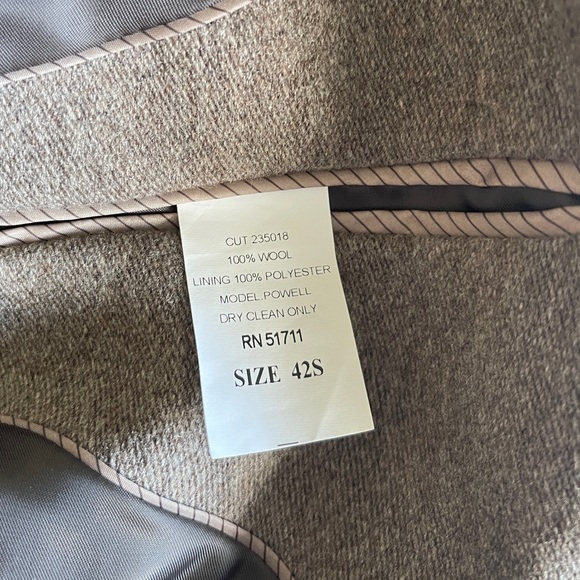 CUT 235018
100% WOOL
LINING 100% POLYESTER
MODEL.POWELL
DRY CLEAN ONLY
RN 51711
SIZE 42S